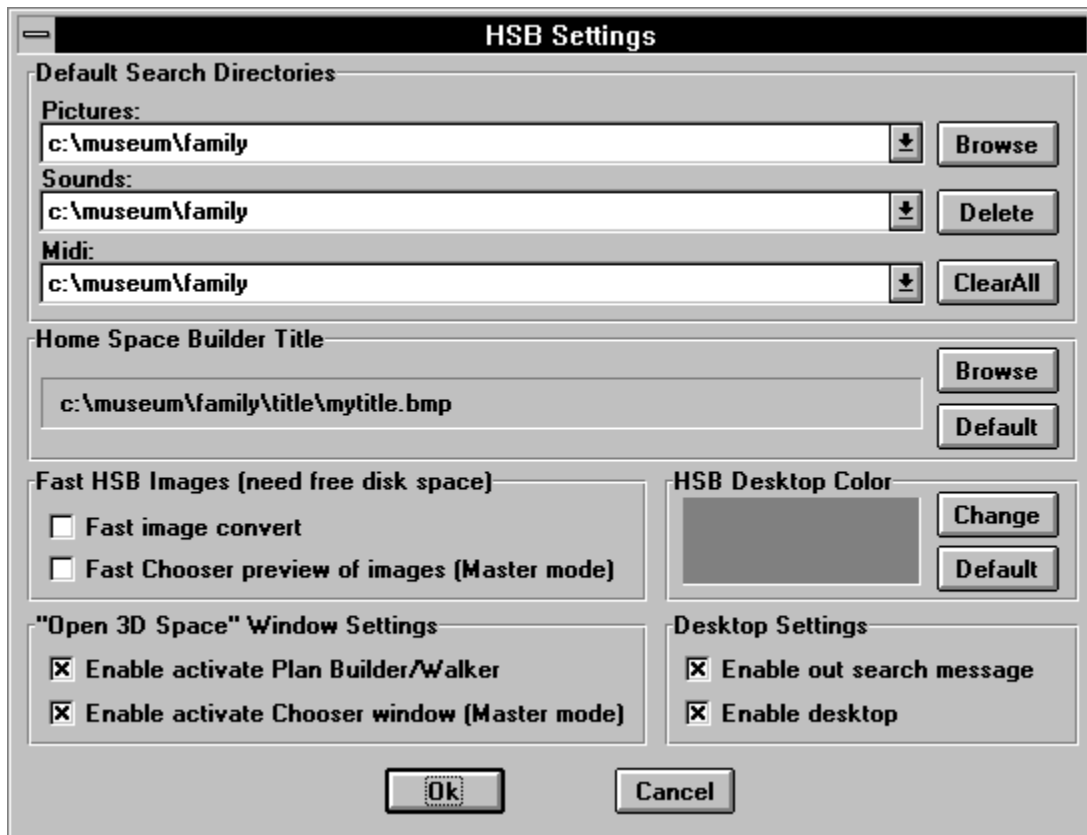 HSB Settings
Default Search Directories
Pictures:
c:\museum\family
Browse
Sounds:
c:\museum\family
Delete
Midi:
c:\museum\family
ClearAll
Home Space Builder Title
Browse
c:\museum\family\title\mytitle.bmp
Default
Fast HSB Images (need free disk space)
Fast image convert
Fast Chooser preview of images (Master mode)
HSB Desktop Color
Change
Default
"Open 3D Space" Window Settings
Enable activate Plan Builder/Walker
Enable activate Chooser window (Master mode)
Desktop Settings
Enable out search message
Enable desktop
Ok
Cancel